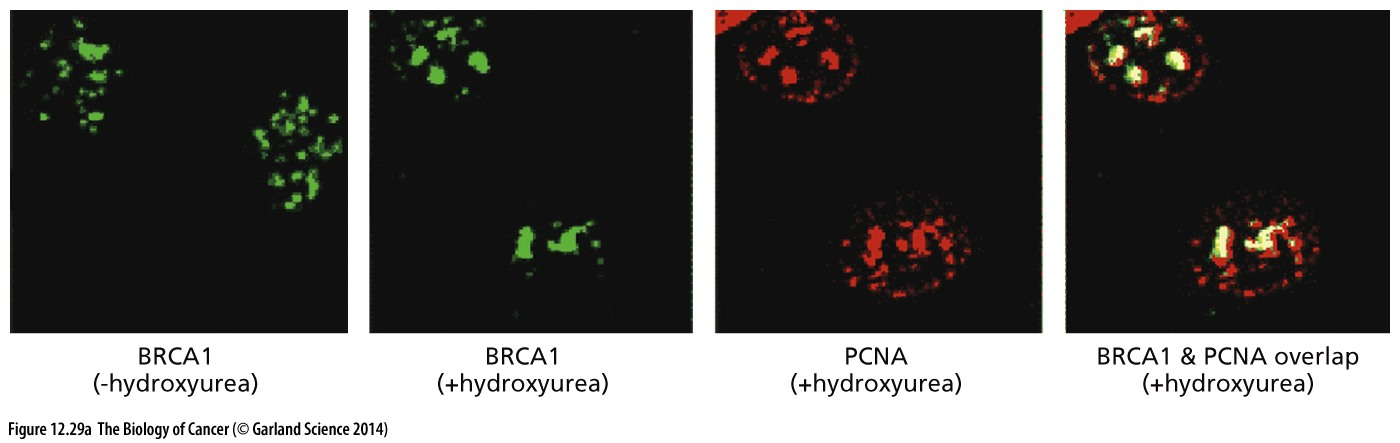 BRCA1
(-hydroxyurea)
BRCA1
(+hydroxyurea)
PCNA
(+hydroxyurea)
BRCA1 & PCNA overlap
(+hydroxyurea)
Figure 12.29a The Biology of Cancer (© Garland Science 2014)